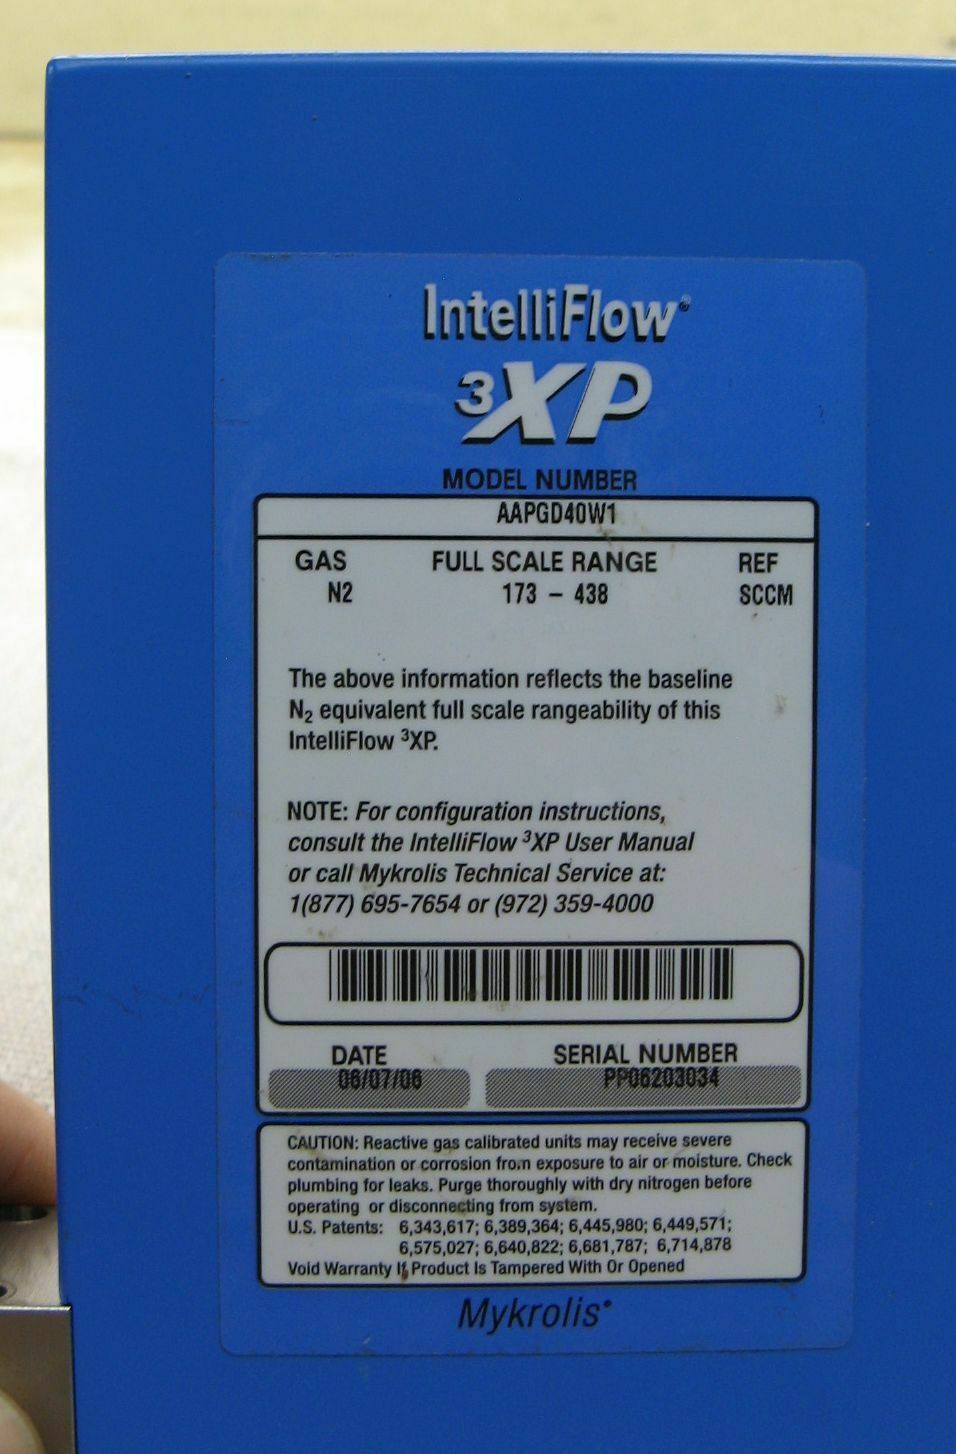 IntelliFlow®
3XP
MODEL NUMBER
AAPGD40W1
GAS FULL SCALE RANGE REF
N2 173 – 438 SCCM
The above information reflects the baseline
N2 equivalent full scale rangeability of this
IntelliFlow 3XP.
NOTE: For configuration instructions,
consult the IntelliFlow 3XP User Manual
or call Mykrolis Technical Service at:
1(877) 695-7654 or (972) 359-4000
DATE SERIAL NUMBER
06/07/06 PP06203034
CAUTION: Reactive gas calibrated units may receive severe
contamination or corrosion from exposure to air or moisture. Check
plumbing for leaks. Purge thoroughly with dry nitrogen before
operating or disconnecting from system.
U.S. Patents: 6,343,617; 6,389,364; 6,445,980; 6,449,571;
6,575,027; 6,640,822; 6,681,787; 6,714,878
Void Warranty If Product Is Tampered With Or Opened
Mykrolis®